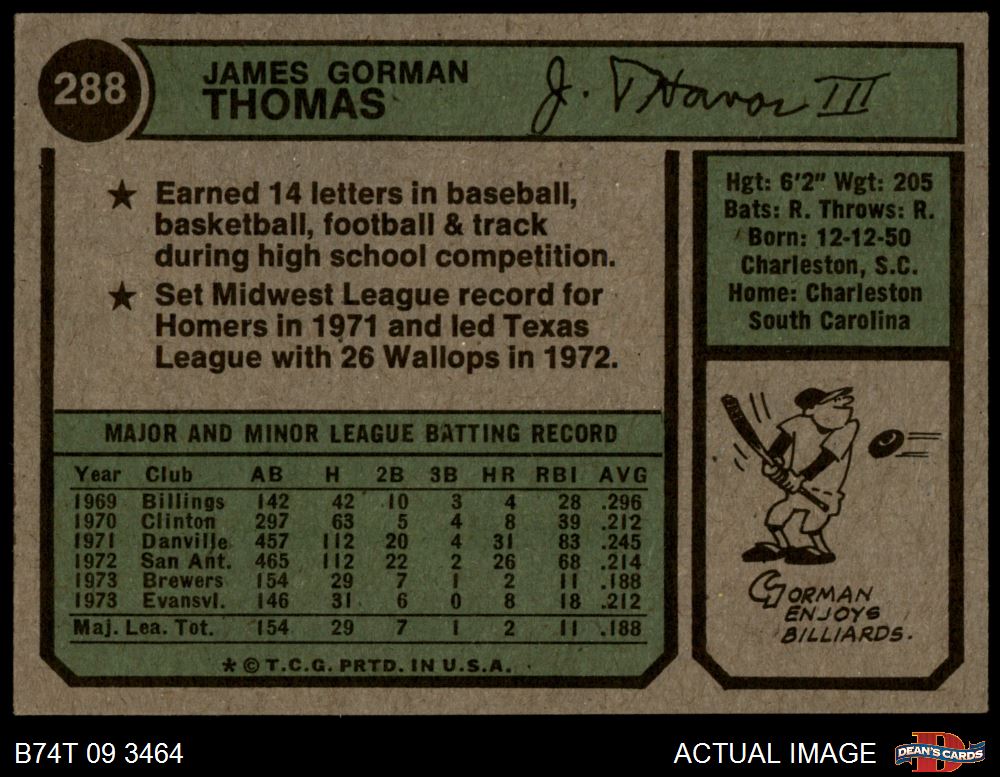 288
JAMES GORMAN
THOMAS
J. Thomas III
★ Earned 14 letters in baseball,
basketball, football & track
during high school competition.
★ Set Midwest League record for
Homers in 1971 and led Texas
League with 26 Wallops in 1972.
Hgt: 6'2" Wgt: 205
Bats: R. Throws: R.
Born: 12-12-50
Charleston, S.C.
Home: Charleston
South Carolina
MAJOR AND MINOR LEAGUE BATTING RECORD
Year Club AB H 2B 3B HR RBI AVG
1969 Billings 142 42 10 3 4 28 .296
1970 Clinton 297 63 5 4 8 39 .212
1971 Danville 457 112 20 4 31 83 .245
1972 San Ant. 465 112 22 2 26 68 .214
1973 Brewers 154 29 7 1 2 11 .188
1973 Evansvl. 146 31 6 0 8 18 .212
Maj. Lea. Tot. 154 29 7 1 2 11 .188
* © T.C.G. PRTD. IN U.S.A.
8
GORMAN
ENJOYS
BILLIARDS.
B74T 09 3464
ACTUAL IMAGE
D
DEAN'S CARDS